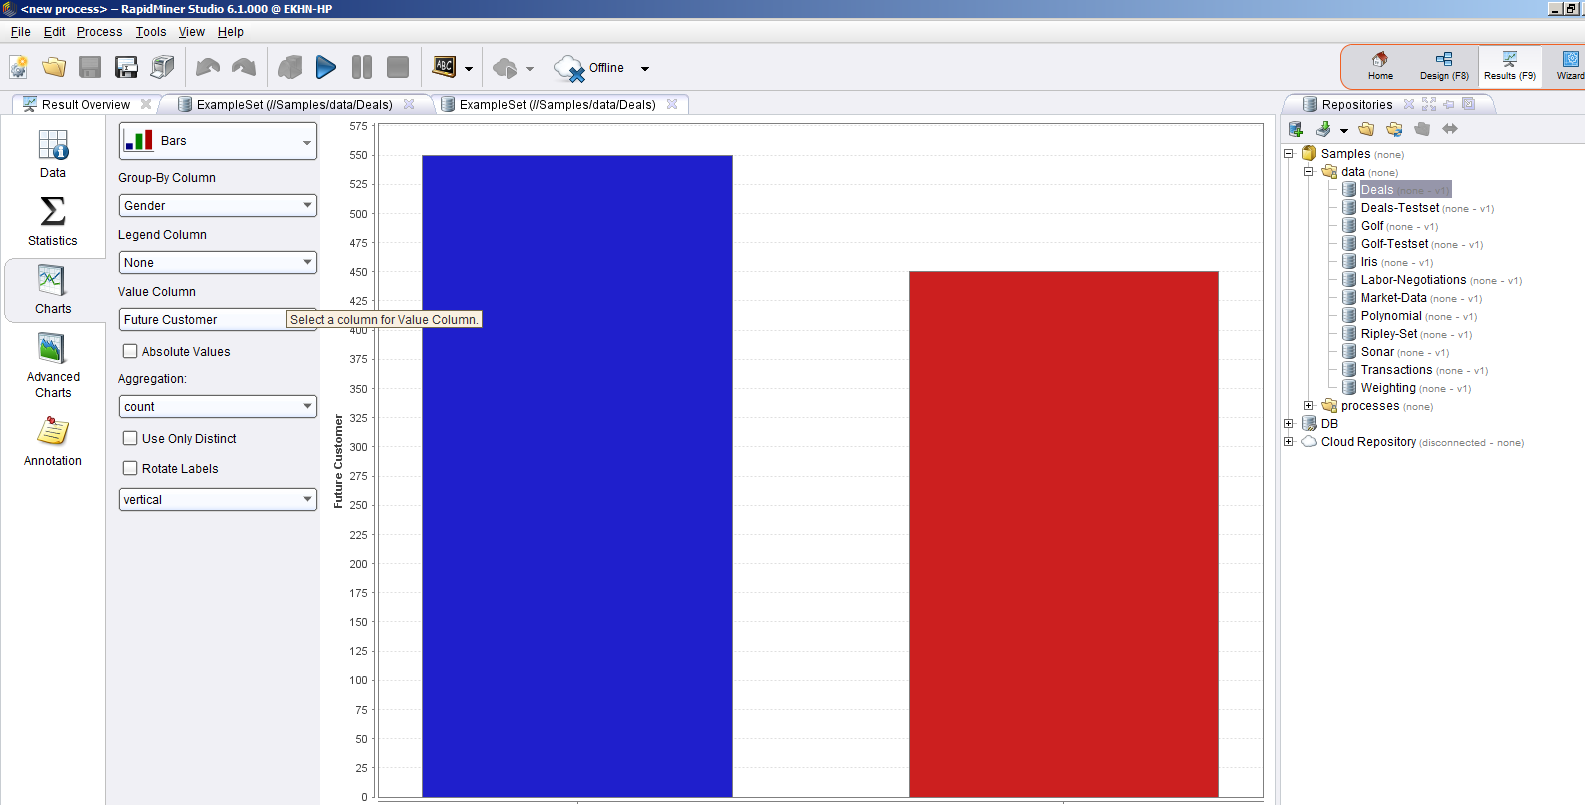 <new process> – RapidMiner Studio 6.1.000 @ EKHN-HP
File Edit Process Tools View Help
ABC
Offline
Home
Design (F8)
Results (F9)
Wizard
Result Overview
ExampleSet (//Samples/data/Deals)
ExampleSet (//Samples/data/Deals)
Repositories
Data
Statistics
Charts
Advanced
Charts
Annotation
Bars
Group-By Column
Gender
Legend Column
None
Value Column
Future Customer
Select a column for Value Column.
Absolute Values
Aggregation:
count
Use Only Distinct
Rotate Labels
vertical
Future Customer
575
550
525
500
475
450
425
400
375
350
325
300
275
250
225
200
175
150
125
100
75
50
25
0
Samples (none)
data (none)
Deals (none - v1)
Deals-Testset (none - v1)
Golf (none - v1)
Golf-Testset (none - v1)
Iris (none - v1)
Labor-Negotiations (none - v1)
Market-Data (none - v1)
Polynomial (none - v1)
Ripley-Set (none - v1)
Sonar (none - v1)
Transactions (none - v1)
Weighting (none - v1)
processes (none)
DB
Cloud Repository (disconnected - none)